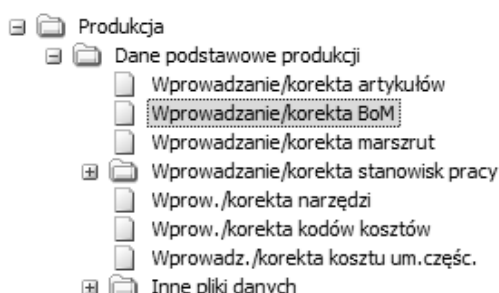 Produkcja
Dane podstawowe produkcji
Wprowadzanie/korekta artykułów
Wprowadzanie/korekta BoM
Wprowadzanie/korekta marszrut
Wprowadzanie/korekta stanowisk pracy
Wprow./korekta narzędzi
Wprow./korekta kodów kosztów
Wprowadz./korekta kosztu um.częśc.
Inne pliki danych